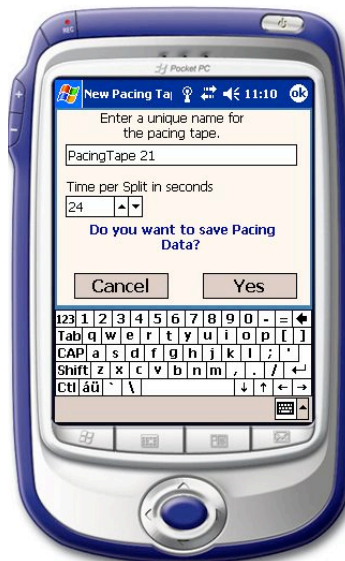 REC
Pocket PC
New Pacing Ta 11:10 ok
Enter a unique name for
the pacing tape.
PacingTape 21
Time per Split in seconds
24
Do you want to save Pacing
Data?
Cancel Yes
123 1 2 3 4 5 6 7 8 9 0 - =
Tab q w e r t y u i o p [ ]
CAP a s d f g h j k l ; '
Shift z x c v b n m , . /
Ctl áü ` \